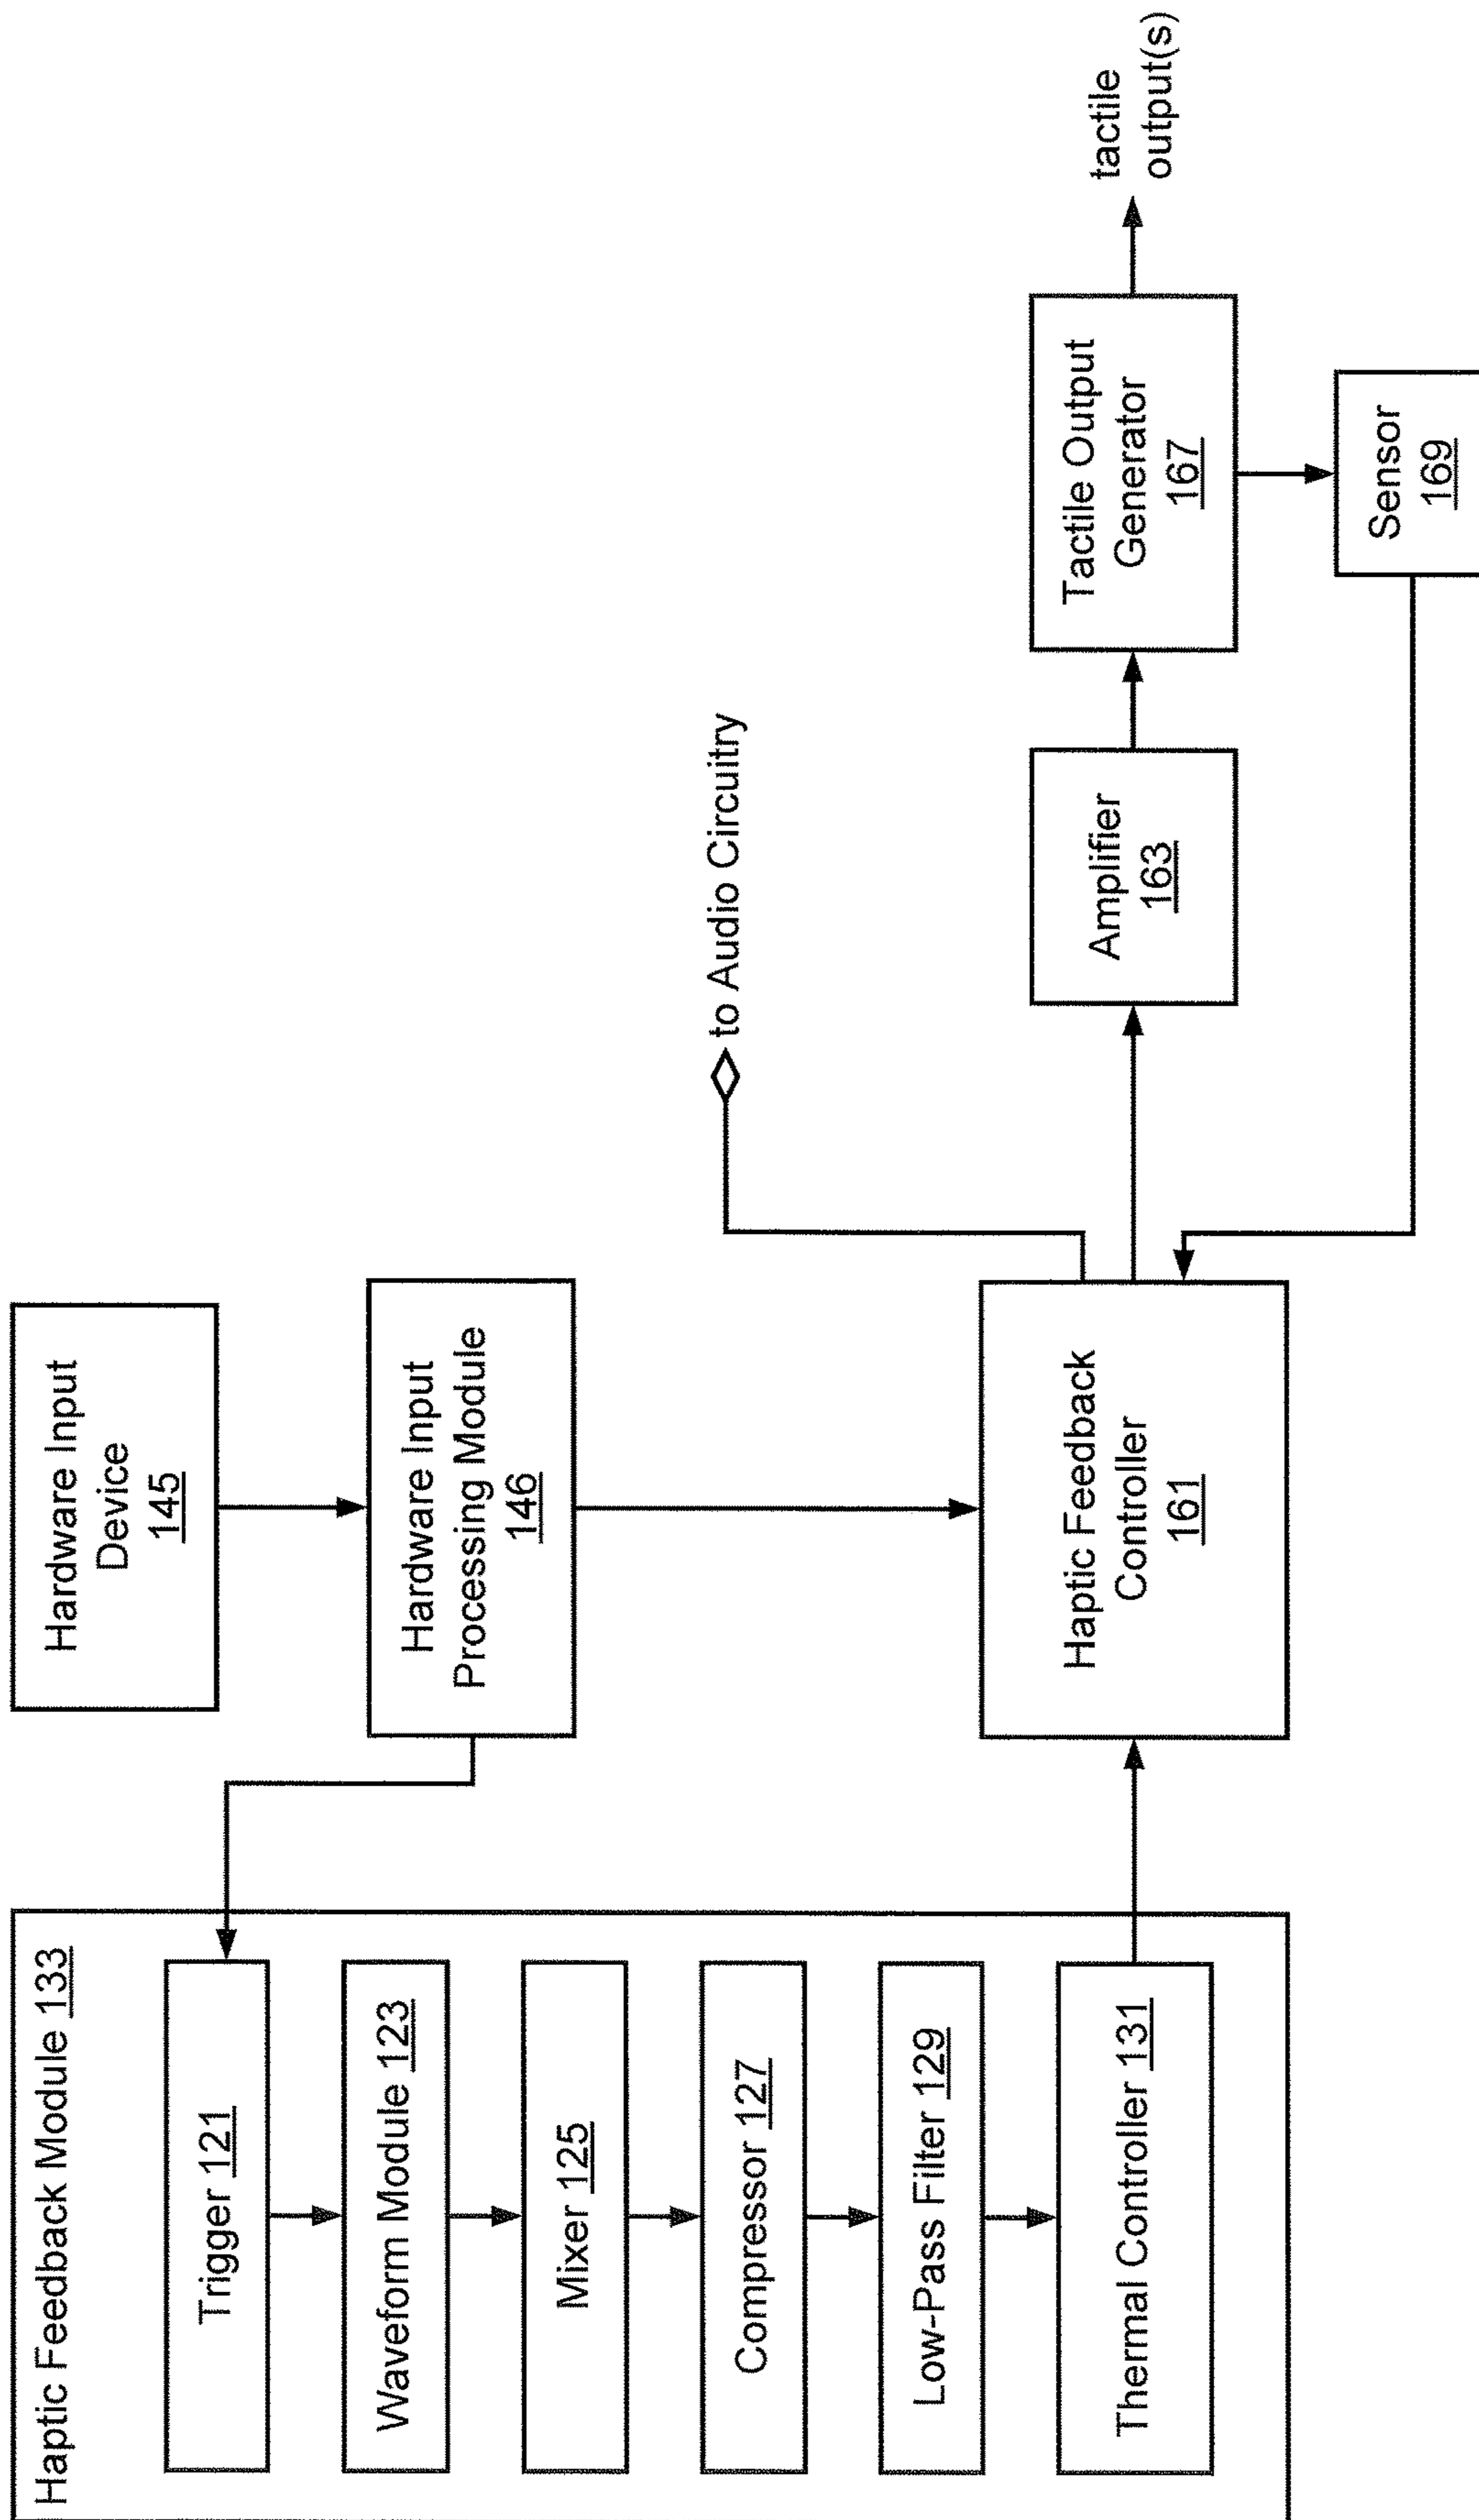 Haptic Feedback Module 133
Trigger 121
Waveform Module 123
Mixer 125
Compressor 127
Low-Pass Filter 129
Thermal Controller 131
Hardware Input
Device
145
Hardware Input
Processing Module
146
Haptic Feedback
Controller
161
to Audio Circuitry
Amplifier
163
Tactile Output
Generator
167
Sensor
169
tactile
output(s)